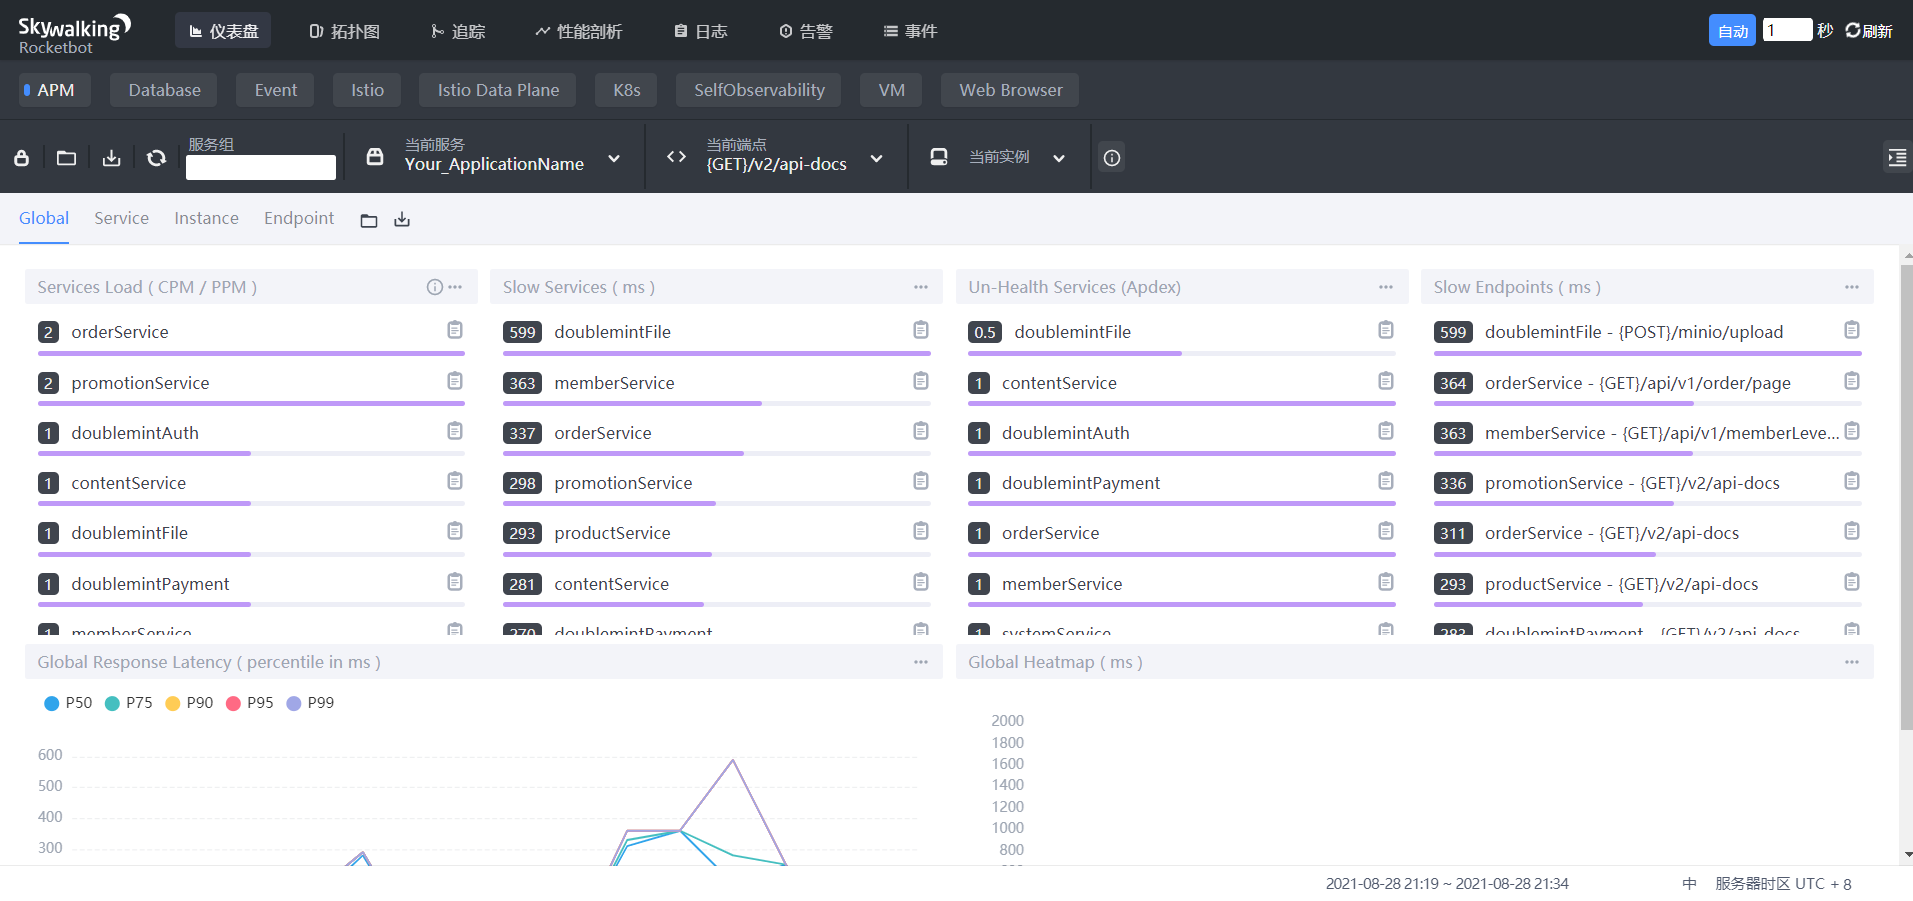 Skywalking
Rocketbot
仪表盘
拓扑图
追踪
性能剖析
日志
告警
事件
自动
1
秒
刷新
APM
Database
Event
Istio
Istio Data Plane
K8s
SelfObservability
VM
Web Browser
服务组
当前服务
Your_ApplicationName
当前端点
{GET}/v2/api-docs
当前实例
Global
Service
Instance
Endpoint
Services Load ( CPM / PPM )
2 orderService
2 promotionService
1 doublemintAuth
1 contentService
1 doublemintFile
1 doublemintPayment
1 memberService
Slow Services ( ms )
599 doublemintFile
363 memberService
337 orderService
298 promotionService
293 productService
281 contentService
270 doublemintPayment
Un-Health Services (Apdex)
0.5 doublemintFile
1 contentService
1 doublemintAuth
1 doublemintPayment
1 orderService
1 memberService
1 systemService
Slow Endpoints ( ms )
599 doublemintFile - {POST}/minio/upload
364 orderService - {GET}/api/v1/order/page
363 memberService - {GET}/api/v1/memberLeve...
336 promotionService - {GET}/v2/api-docs
311 orderService - {GET}/v2/api-docs
293 productService - {GET}/v2/api-docs
283 doublemintPayment - {GET}/v2/api-docs
Global Response Latency ( percentile in ms )
P50 P75 P90 P95 P99
600
500
400
300
Global Heatmap ( ms )
2000
1800
1600
1400
1200
1000
800
2021-08-28 21:19 ~ 2021-08-28 21:34
中
服务器时区 UTC + 8